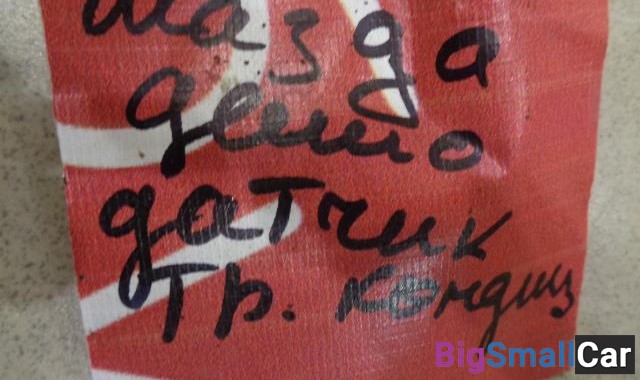 мазда
демио
датчик
тр. кондиц
BigSmallCar